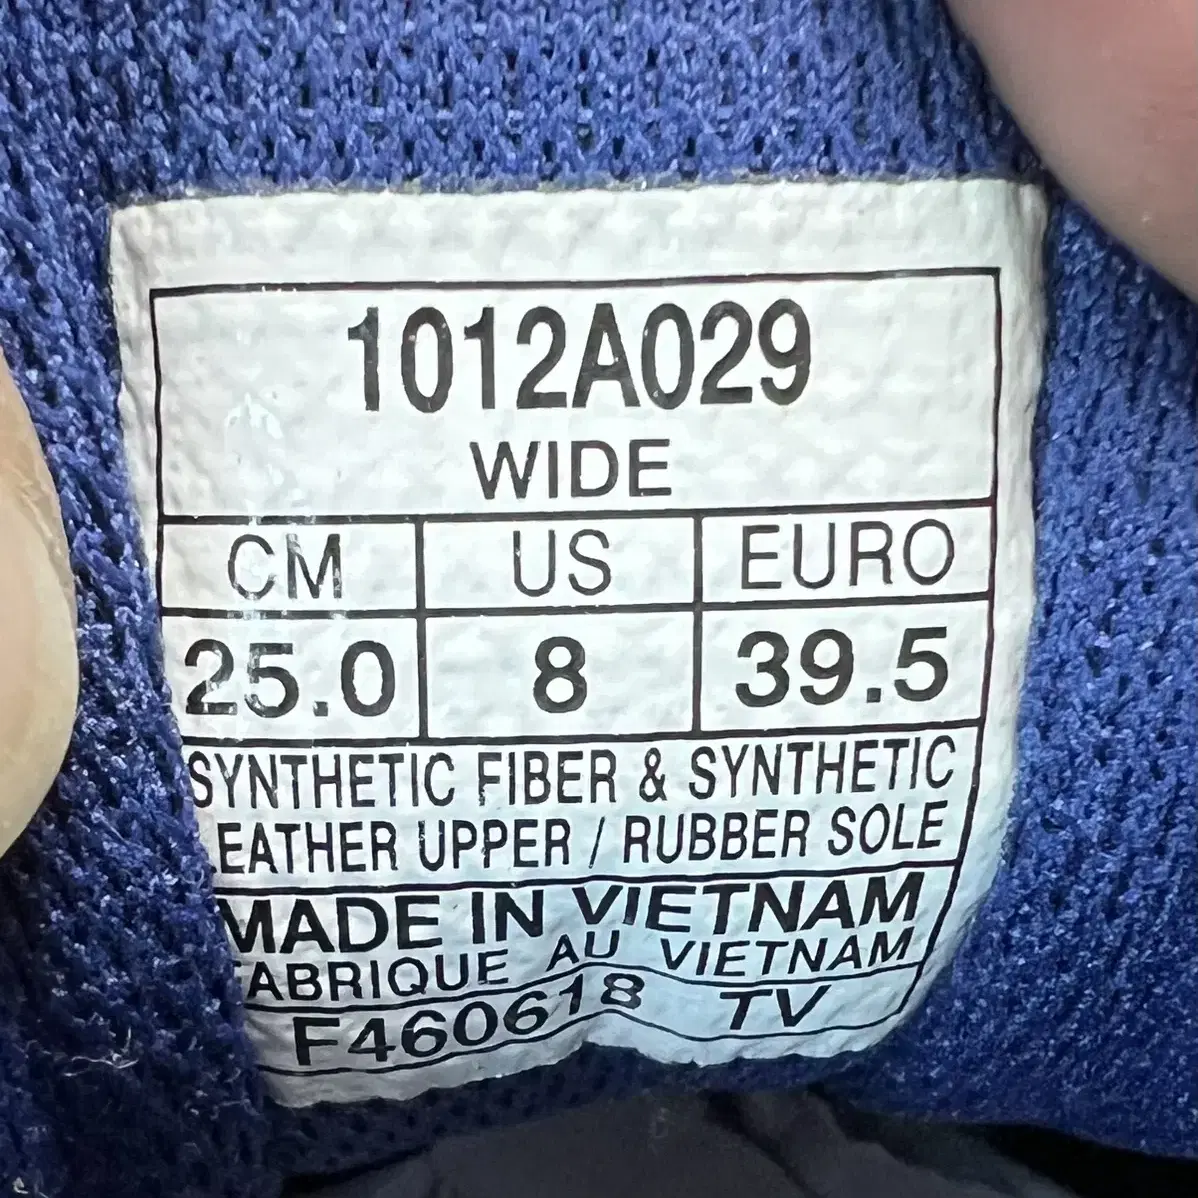 1012A029
WIDE
CM US EURO
25.0 8 39.5
SYNTHETIC FIBER & SYNTHETIC
LEATHER UPPER / RUBBER SOLE
MADE IN VIETNAM
FABRIQUE AU VIETNAM
F460618 TV